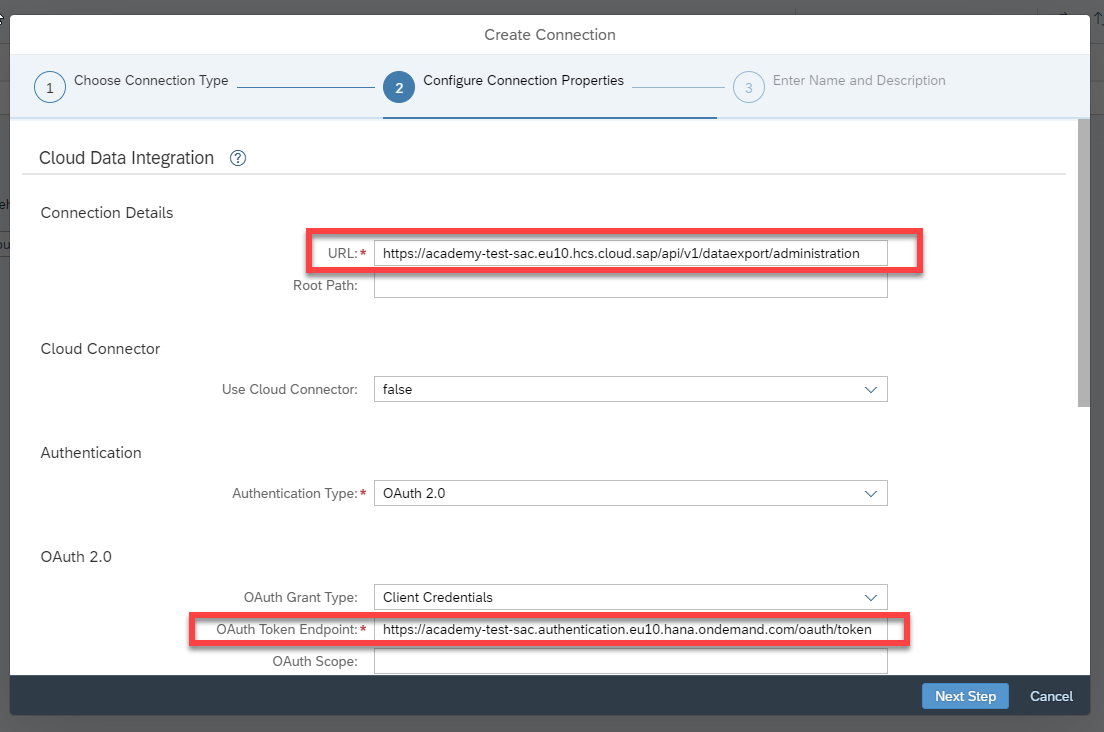 Create Connection
1 Choose Connection Type
2 Configure Connection Properties
3 Enter Name and Description
Cloud Data Integration ?
Connection Details
URL:* https://academy-test-sac.eu10.hcs.cloud.sap/api/v1/dataexport/administration
Root Path:
Cloud Connector
Use Cloud Connector: false
Authentication
Authentication Type:* OAuth 2.0
OAuth 2.0
OAuth Grant Type: Client Credentials
OAuth Token Endpoint:* https://academy-test-sac.authentication.eu10.hana.ondemand.com/oauth/token
OAuth Scope:
Next Step Cancel